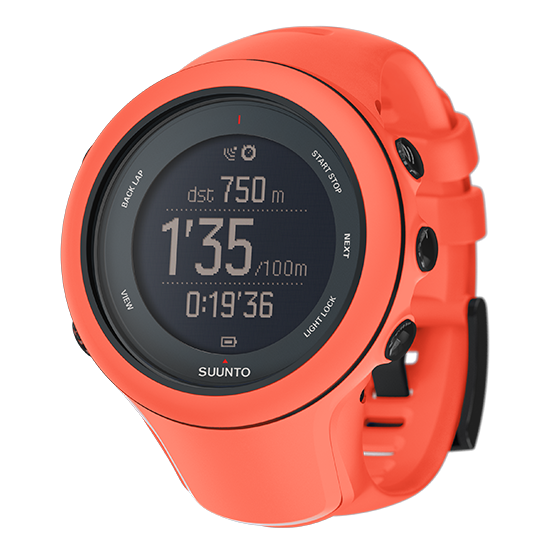 BACK LAP
START STOP
dst 750 m
1'35 /100m
NEXT
0:19'36
VIEW
LIGHT LOCK
SUUNTO